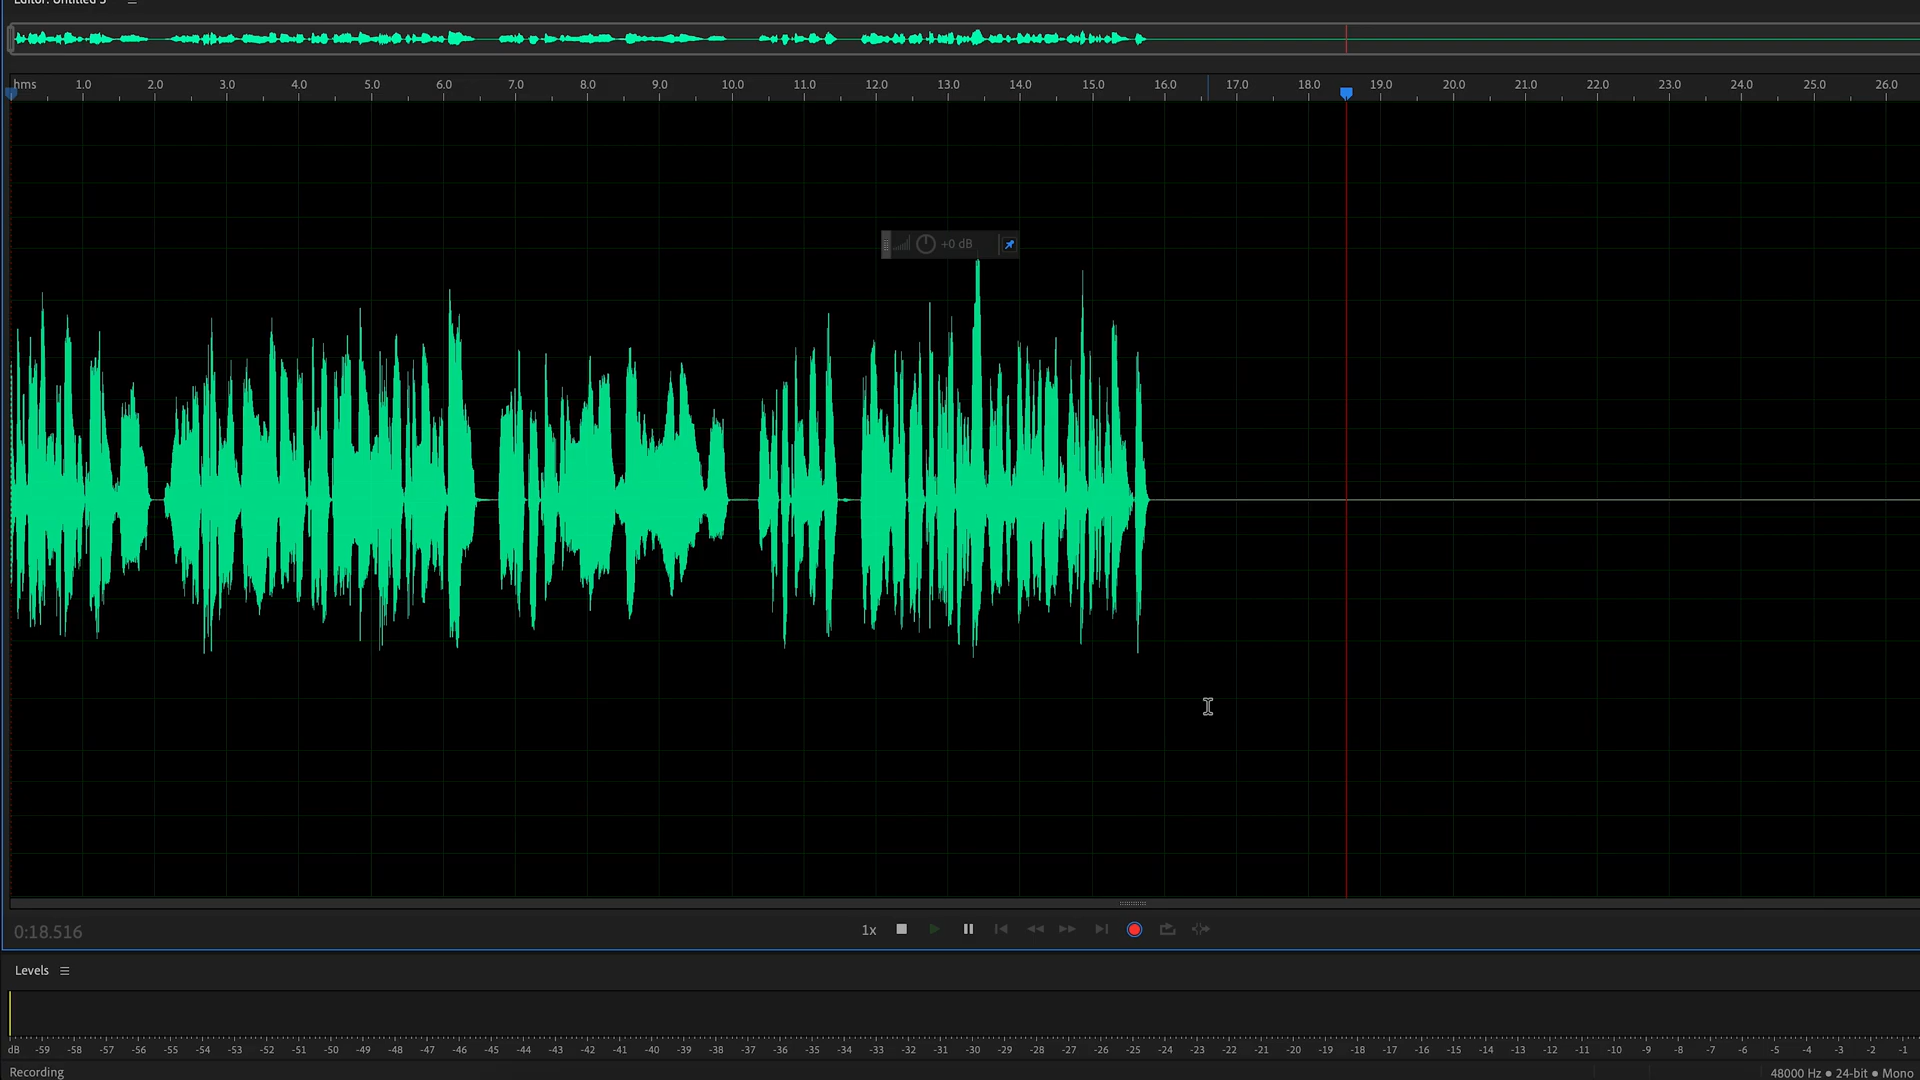 Editor: Untitled 3
hms 1.0 2.0 3.0 4.0 5.0 6.0 7.0 8.0 9.0 10.0 11.0 12.0 13.0 14.0 15.0 16.0 17.0 18.0 19.0 20.0 21.0 22.0 23.0 24.0 25.0 26.0
+0 dB
0:18.516
1x
Levels
dB -59 -58 -57 -56 -55 -54 -53 -52 -51 -50 -49 -48 -47 -46 -45 -44 -43 -42 -41 -40 -39 -38 -37 -36 -35 -34 -33 -32 -31 -30 -29 -28 -27 -26 -25 -24 -23 -22 -21 -20 -19 -18 -17 -16 -15 -14 -13 -12 -11 -10 -9 -8 -7 -6 -5 -4 -3 -2 -1
Recording
48000 Hz ● 24-bit ● Mono